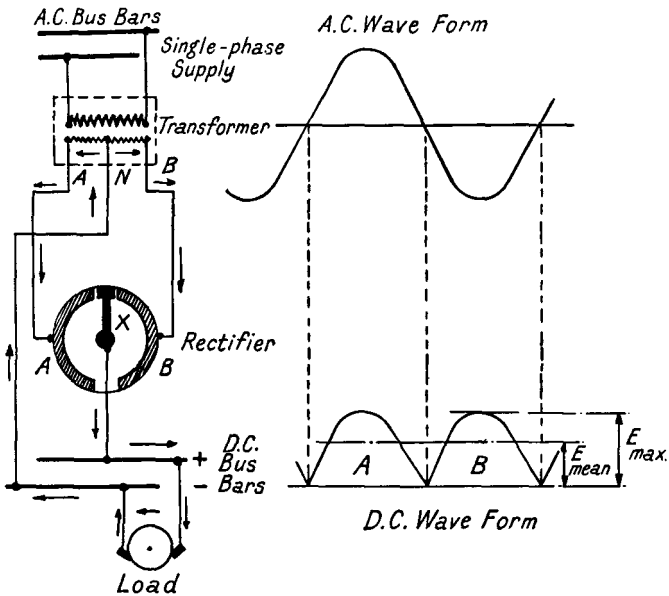 A.C. Bus Bars
Single-phase
Supply
Transformer
A N B
X
A B
Rectifier
+ D.C.
Bus
- Bars
Load
A.C. Wave Form
A B
E mean
E max.
D.C. Wave Form